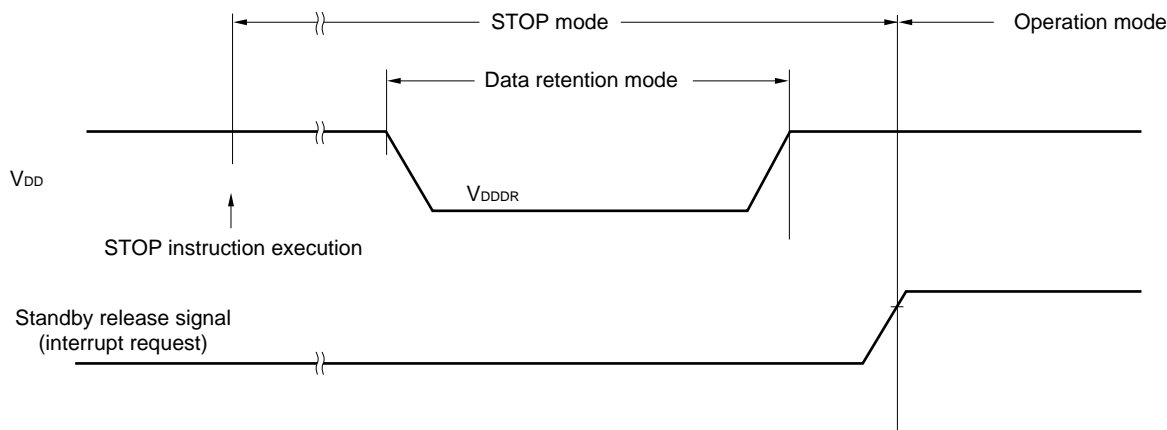 STOP mode
Operation mode
Data retention mode
VDD
VDDDR
STOP instruction execution
Standby release signal
(interrupt request)